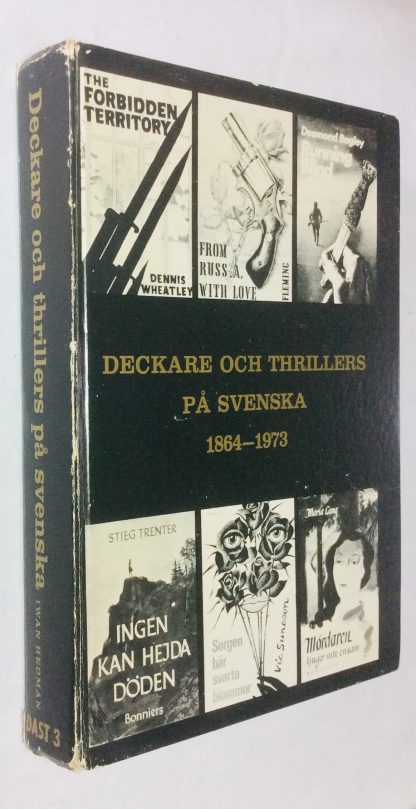 Deckare och thrillers på svenska
IWAN HEDMAN
DAST 3
THE
FORBIDDEN
TERRITORY
DENNIS
WHEATLEY
FROM
RUSSIA,
WITH LOVE
FLEMING
Desmond Bagley
Running
Blind
DECKARE OCH THRILLERS
PÅ SVENSKA
1864–1973
STIEG TRENTER
INGEN
KAN HEJDA
DÖDEN
Bonniers
Sorgen
bär
svarta
blommor
Vic Suneson
Maria Lang
Mördaren
ljuger inte ensam